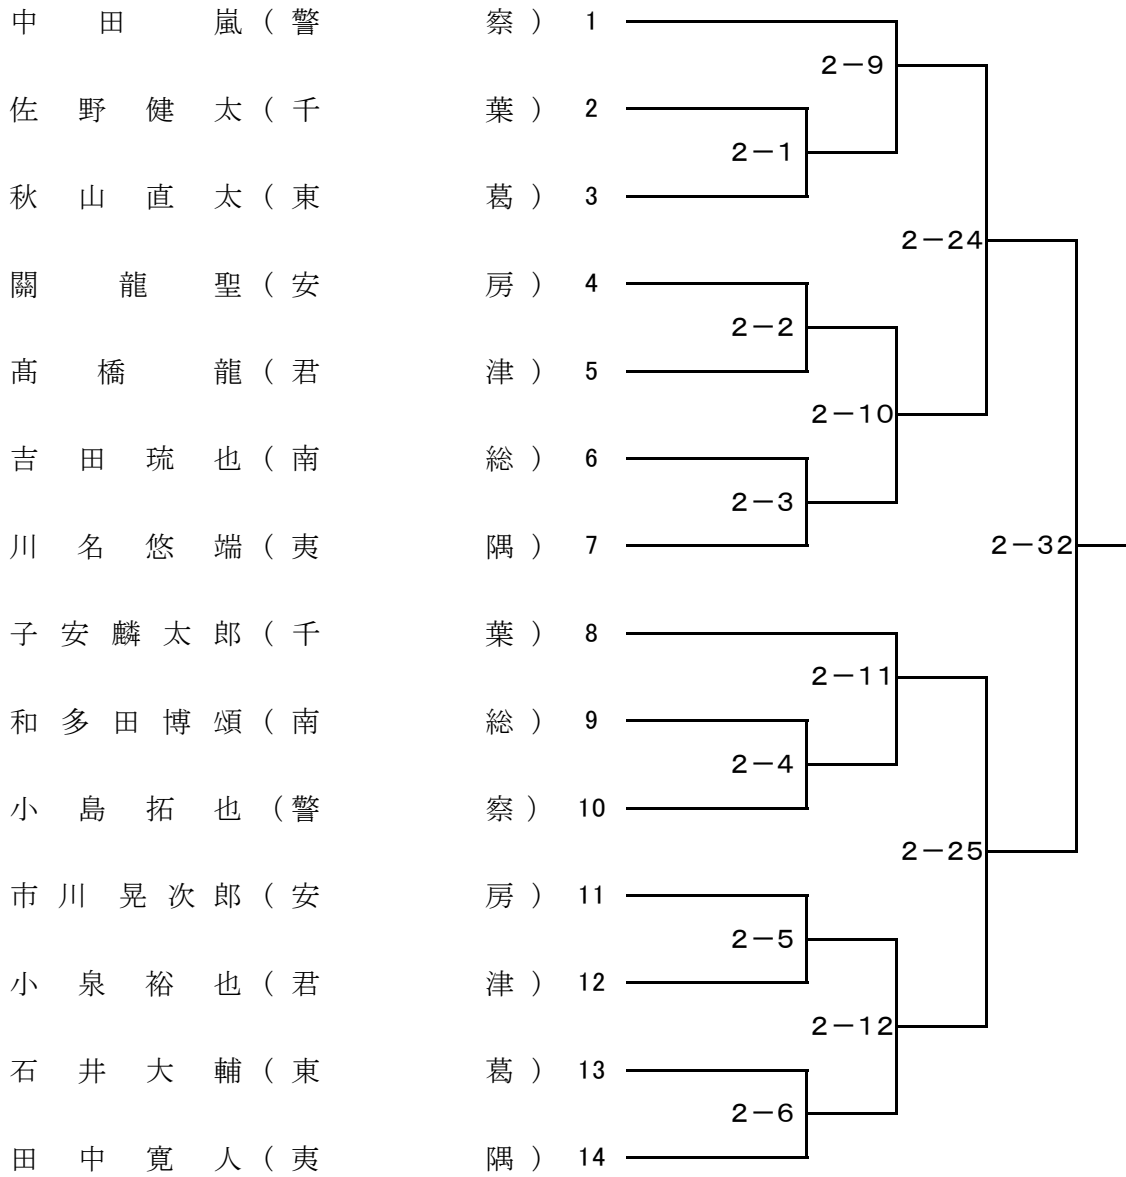 中田嵐(警察) 1
2－9
佐野健太(千葉) 2
2－1
秋山直太(東葛) 3
2－24
關龍聖(安房) 4
2－2
髙橋龍(君津) 5
2－10
吉田琉也(南総) 6
2－3
川名悠端(夷隅) 7
2－32
子安麟太郎(千葉) 8
2－11
和多田博頌(南総) 9
2－4
小島拓也(警察) 10
2－25
市川晃次郎(安房) 11
2－5
小泉裕也(君津) 12
2－12
石井大輔(東葛) 13
2－6
田中寛人(夷隅) 14